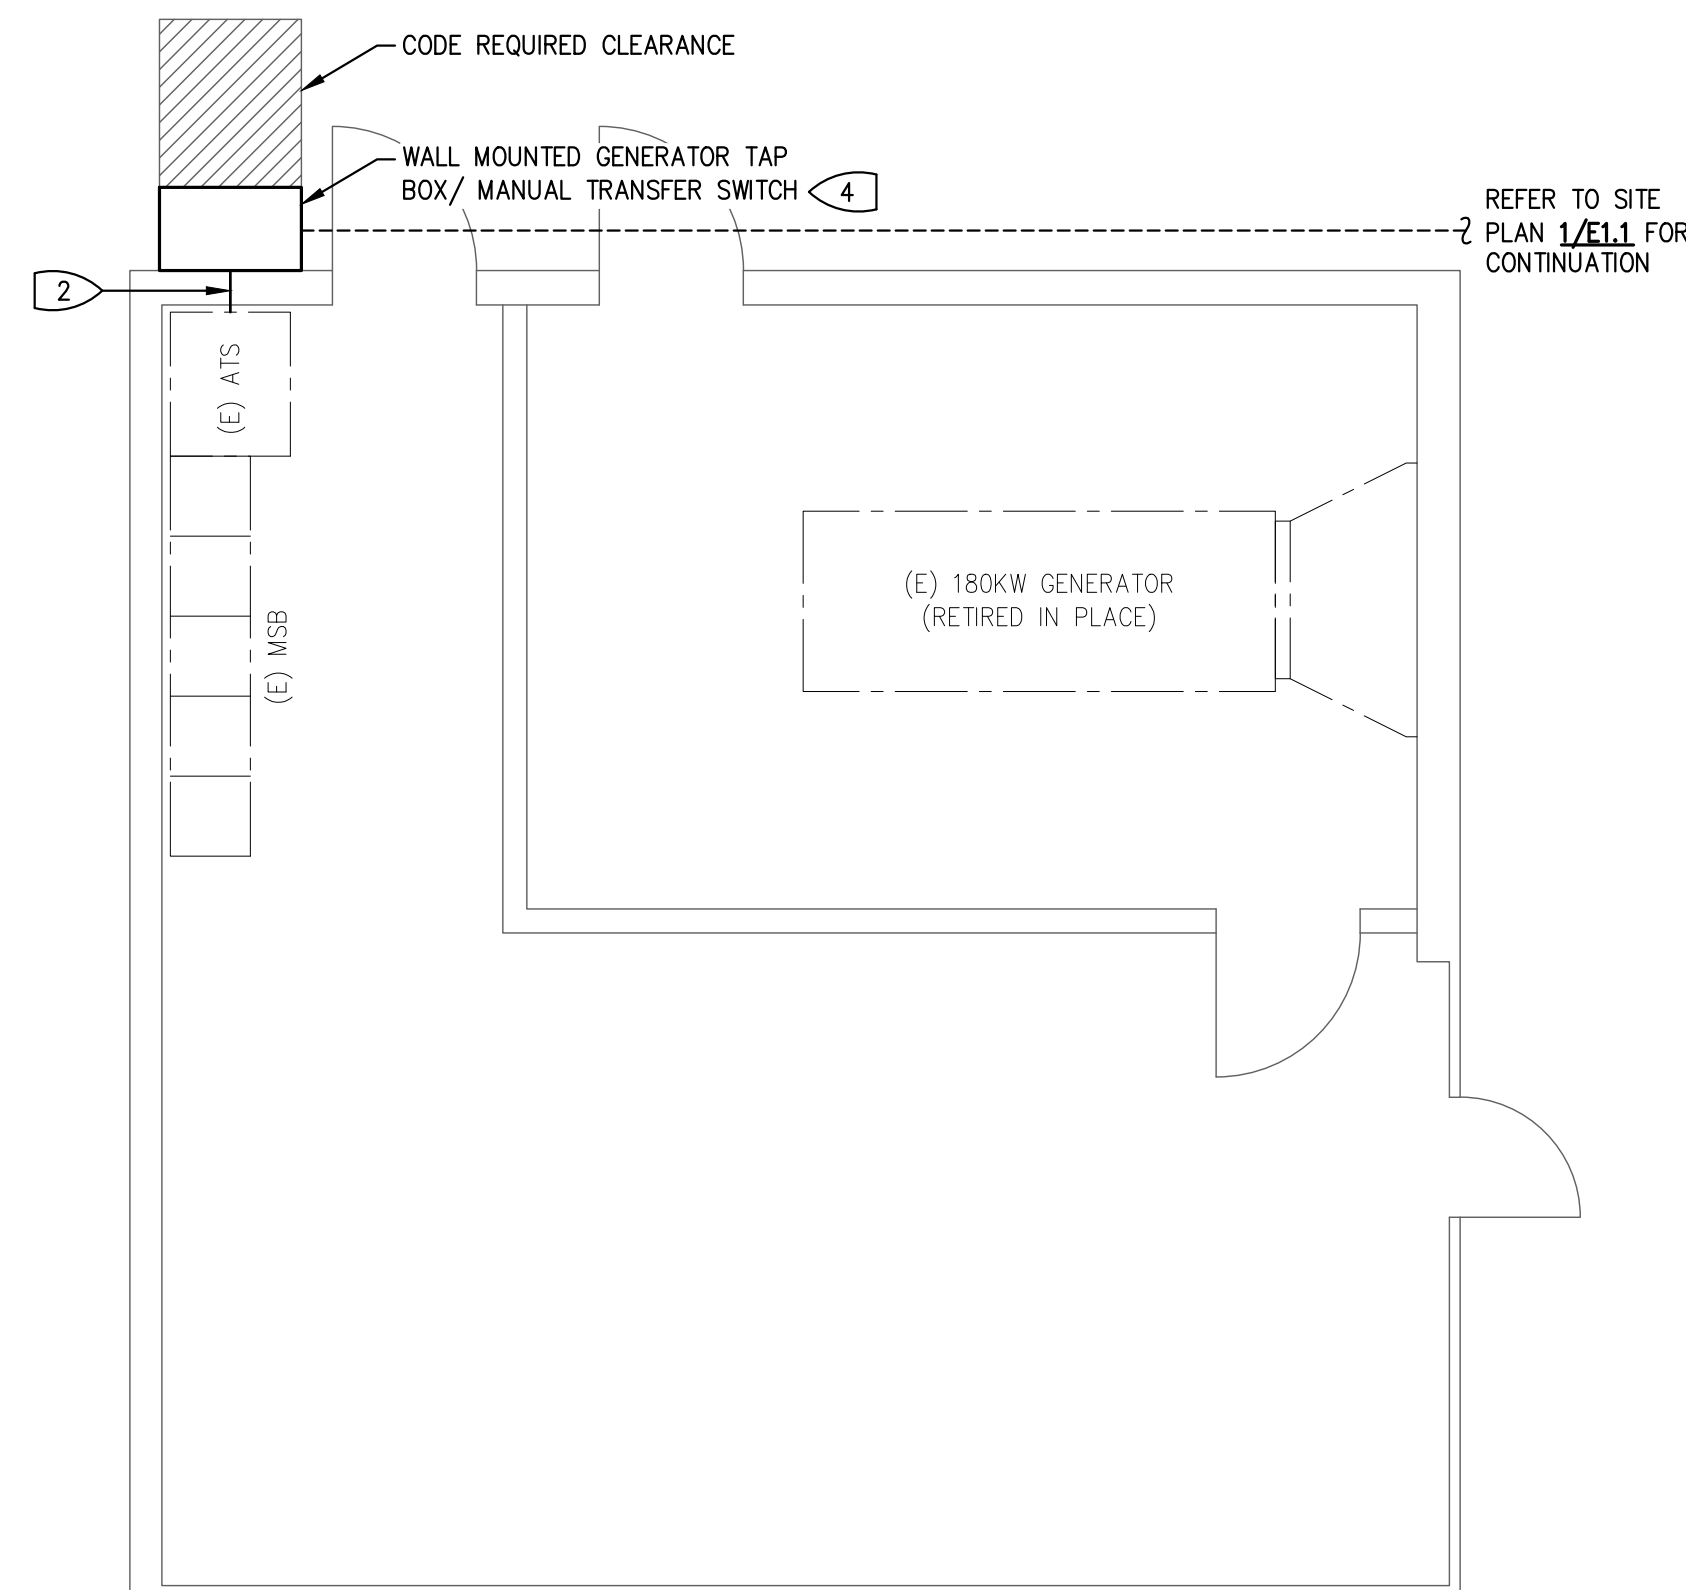 CODE REQUIRED CLEARANCE
WALL MOUNTED GENERATOR TAP
BOX/ MANUAL TRANSFER SWITCH
4
REFER TO SITE
PLAN 1/E1.1 FOR
CONTINUATION
2
(E) ATS
(E) MSB
(E) 180KW GENERATOR
(RETIRED IN PLACE)